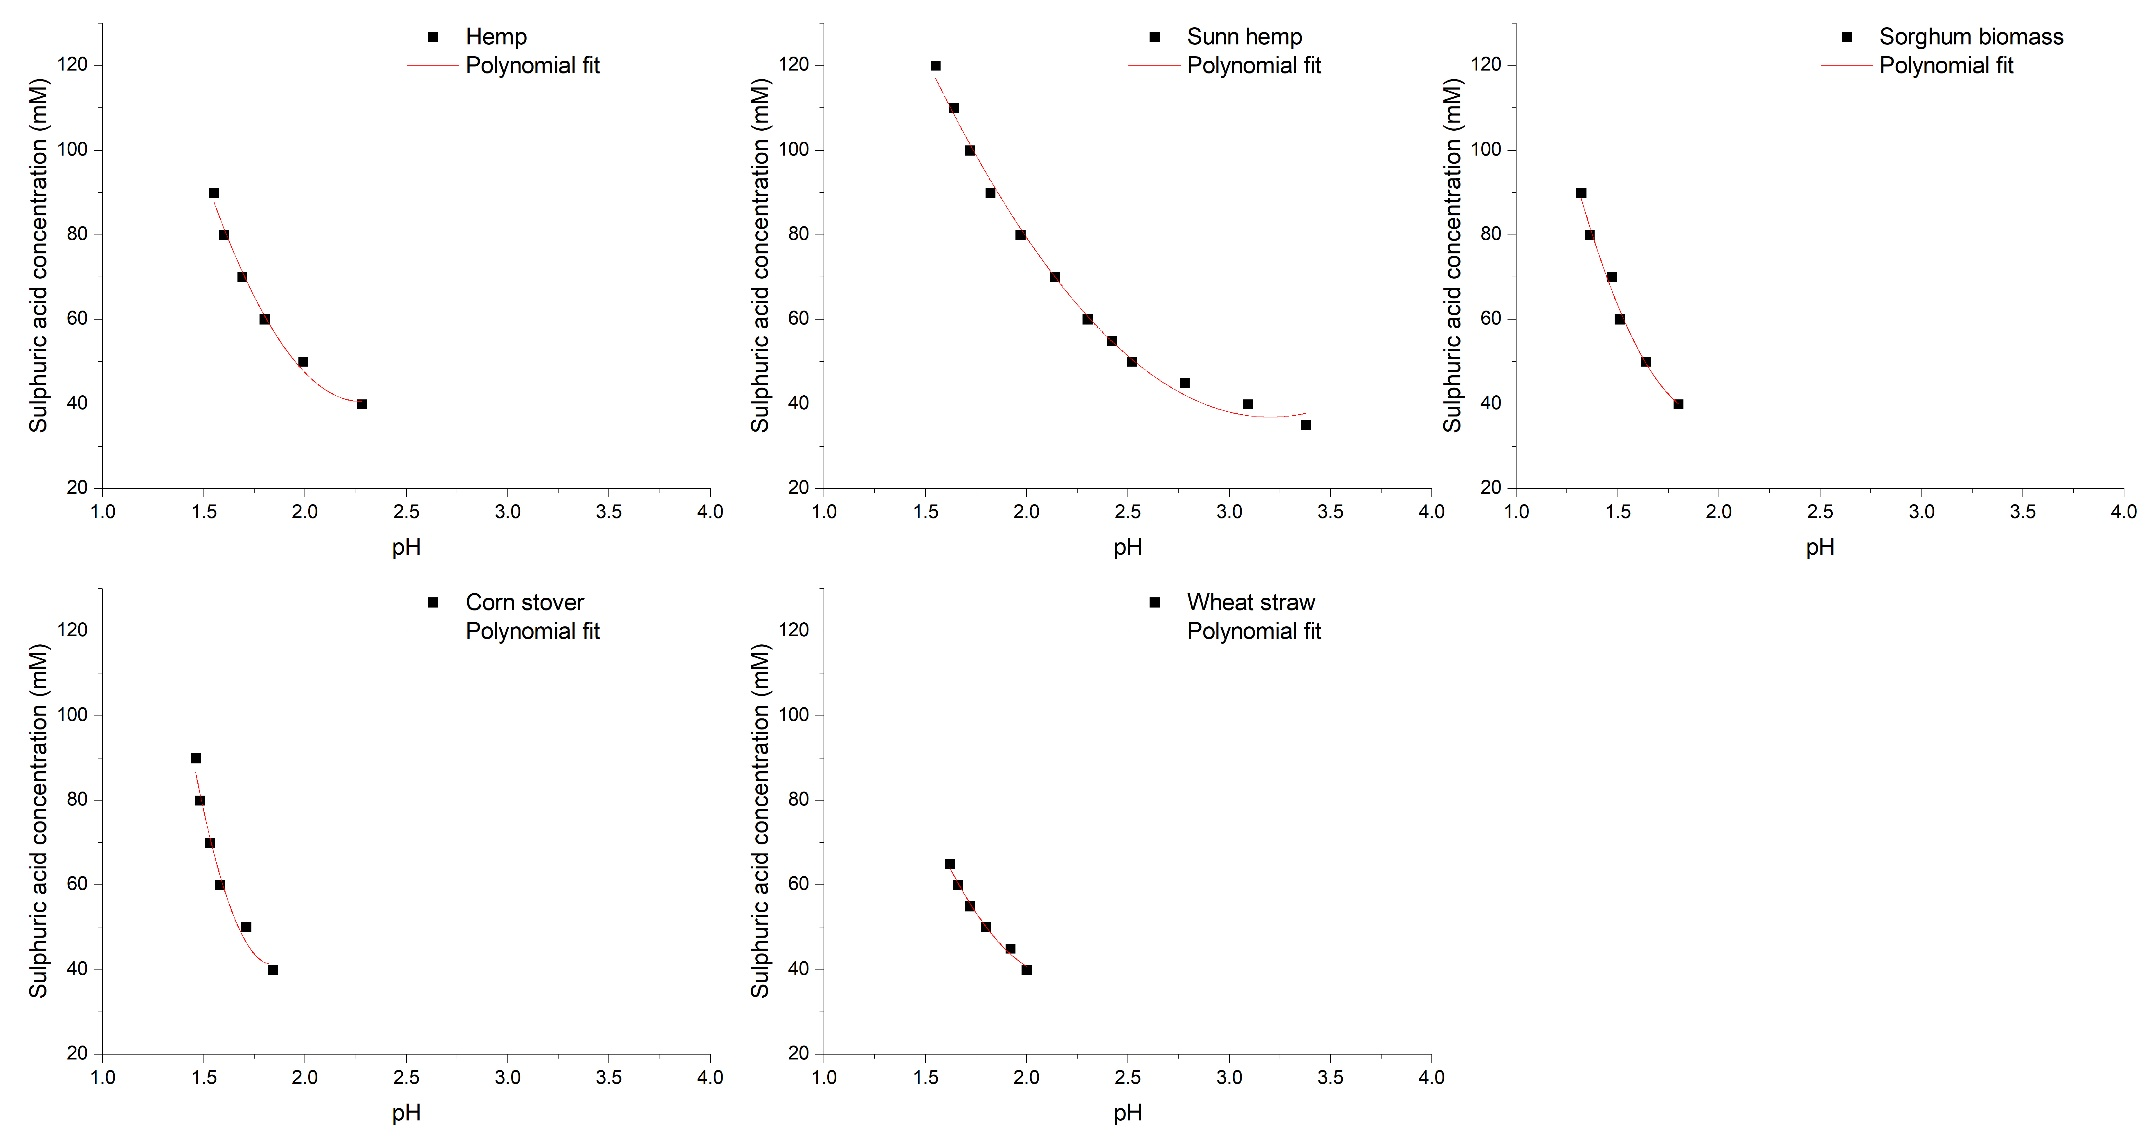 Hemp
Polynomial fit
Sulphuric acid concentration (mM)
120
100
80
60
40
20
1.0 1.5 2.0 2.5 3.0 3.5 4.0
pH
Sunn hemp
Polynomial fit
Sulphuric acid concentration (mM)
120
100
80
60
40
20
1.0 1.5 2.0 2.5 3.0 3.5 4.0
pH
Sorghum biomass
Polynomial fit
Sulphuric acid concentration (mM)
120
100
80
60
40
20
1.0 1.5 2.0 2.5 3.0 3.5 4.0
pH
Corn stover
Polynomial fit
Sulphuric acid concentration (mM)
120
100
80
60
40
20
1.0 1.5 2.0 2.5 3.0 3.5 4.0
pH
Wheat straw
Polynomial fit
Sulphuric acid concentration (mM)
120
100
80
60
40
20
1.0 1.5 2.0 2.5 3.0 3.5 4.0
pH